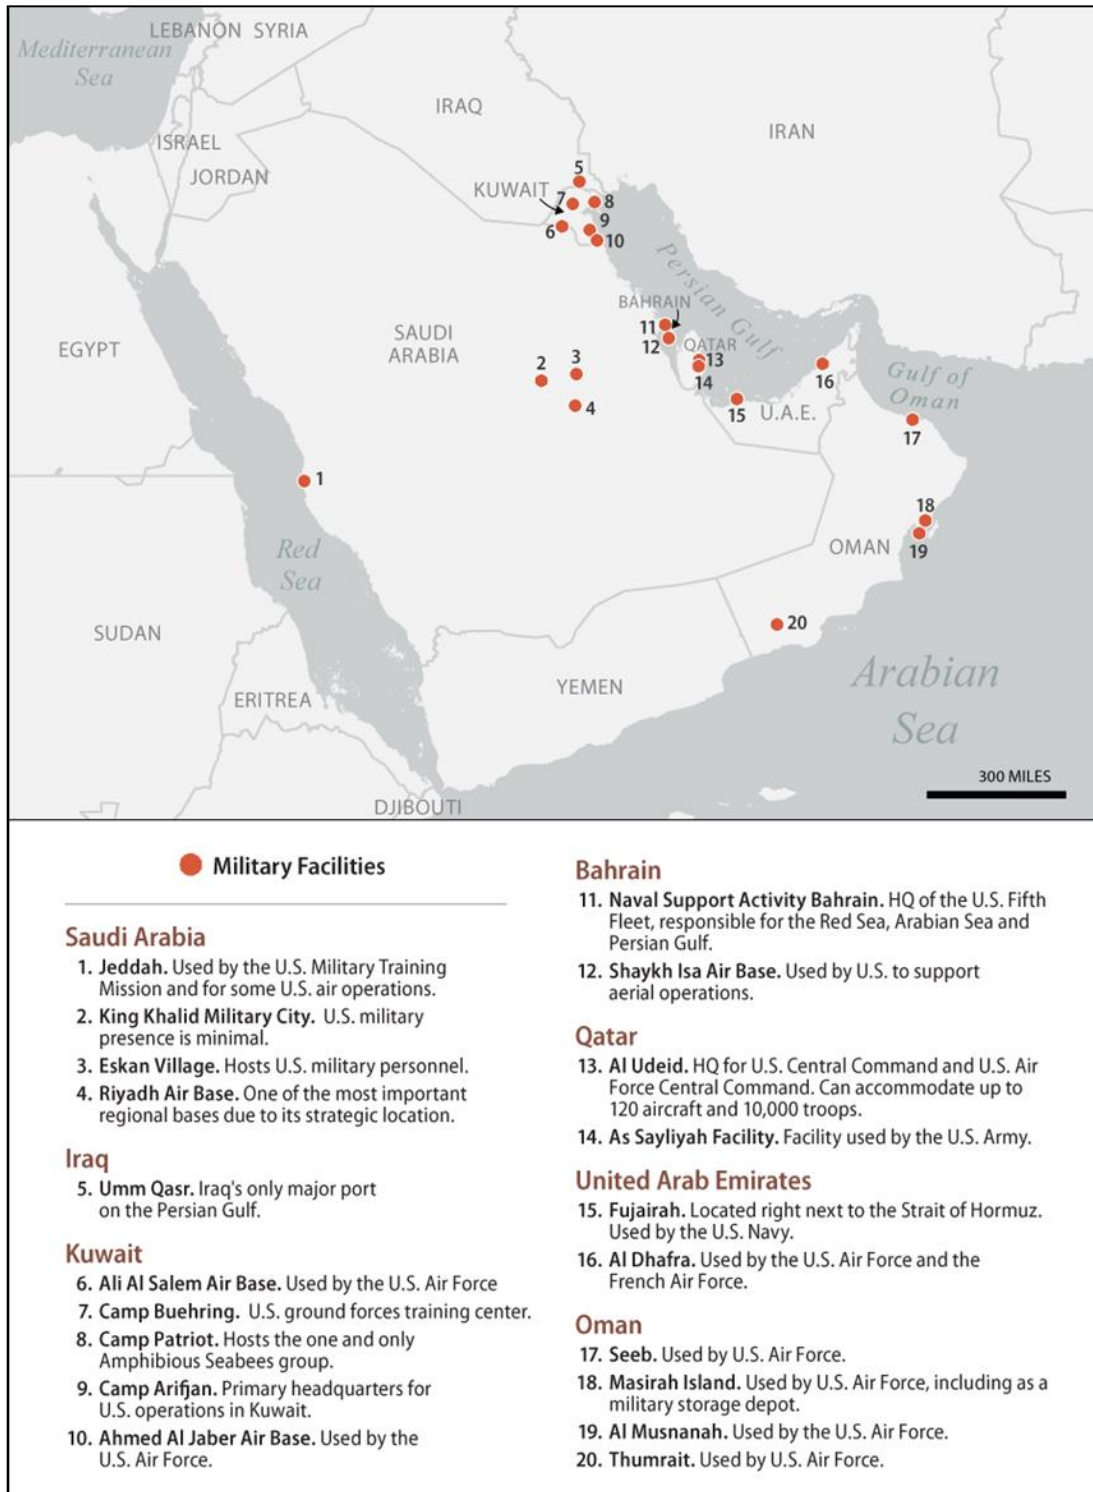 LEBANON SYRIA
Mediterranean
Sea
IRAQ
IRAN
ISRAEL
JORDAN
KUWAIT
5
7
8
6
9
10
Persian Gulf
BAHRAIN
11
12
QATAR
13
14
SAUDI
ARABIA
EGYPT
2
3
4
15
16
U.A.E.
Gulf of
Oman
17
1
18
19
OMAN
Red
Sea
20
SUDAN
YEMEN
ERITREA
Arabian
Sea
300 MILES
DJIBOUTI
Military Facilities
Saudi Arabia
1. Jeddah. Used by the U.S. Military Training
Mission and for some U.S. air operations.
2. King Khalid Military City. U.S. military
presence is minimal.
3. Eskan Village. Hosts U.S. military personnel.
4. Riyadh Air Base. One of the most important
regional bases due to its strategic location.
Iraq
5. Umm Qasr. Iraq's only major port
on the Persian Gulf.
Kuwait
6. Ali Al Salem Air Base. Used by the U.S. Air Force
7. Camp Buehring. U.S. ground forces training center.
8. Camp Patriot. Hosts the one and only
Amphibious Seabees group.
9. Camp Arifjan. Primary headquarters for
U.S. operations in Kuwait.
10. Ahmed Al Jaber Air Base. Used by the
U.S. Air Force.
Bahrain
11. Naval Support Activity Bahrain. HQ of the U.S. Fifth
Fleet, responsible for the Red Sea, Arabian Sea and
Persian Gulf.
12. Shaykh Isa Air Base. Used by U.S. to support
aerial operations.
Qatar
13. Al Udeid. HQ for U.S. Central Command and U.S. Air
Force Central Command. Can accommodate up to
120 aircraft and 10,000 troops.
14. As Sayliyah Facility. Facility used by the U.S. Army.
United Arab Emirates
15. Fujairah. Located right next to the Strait of Hormuz.
Used by the U.S. Navy.
16. Al Dhafra. Used by the U.S. Air Force and the
French Air Force.
Oman
17. Seeb. Used by U.S. Air Force.
18. Masirah Island. Used by U.S. Air Force, including as a
military storage depot.
19. Al Musnanah. Used by the U.S. Air Force.
20. Thumrait. Used by U.S. Air Force.